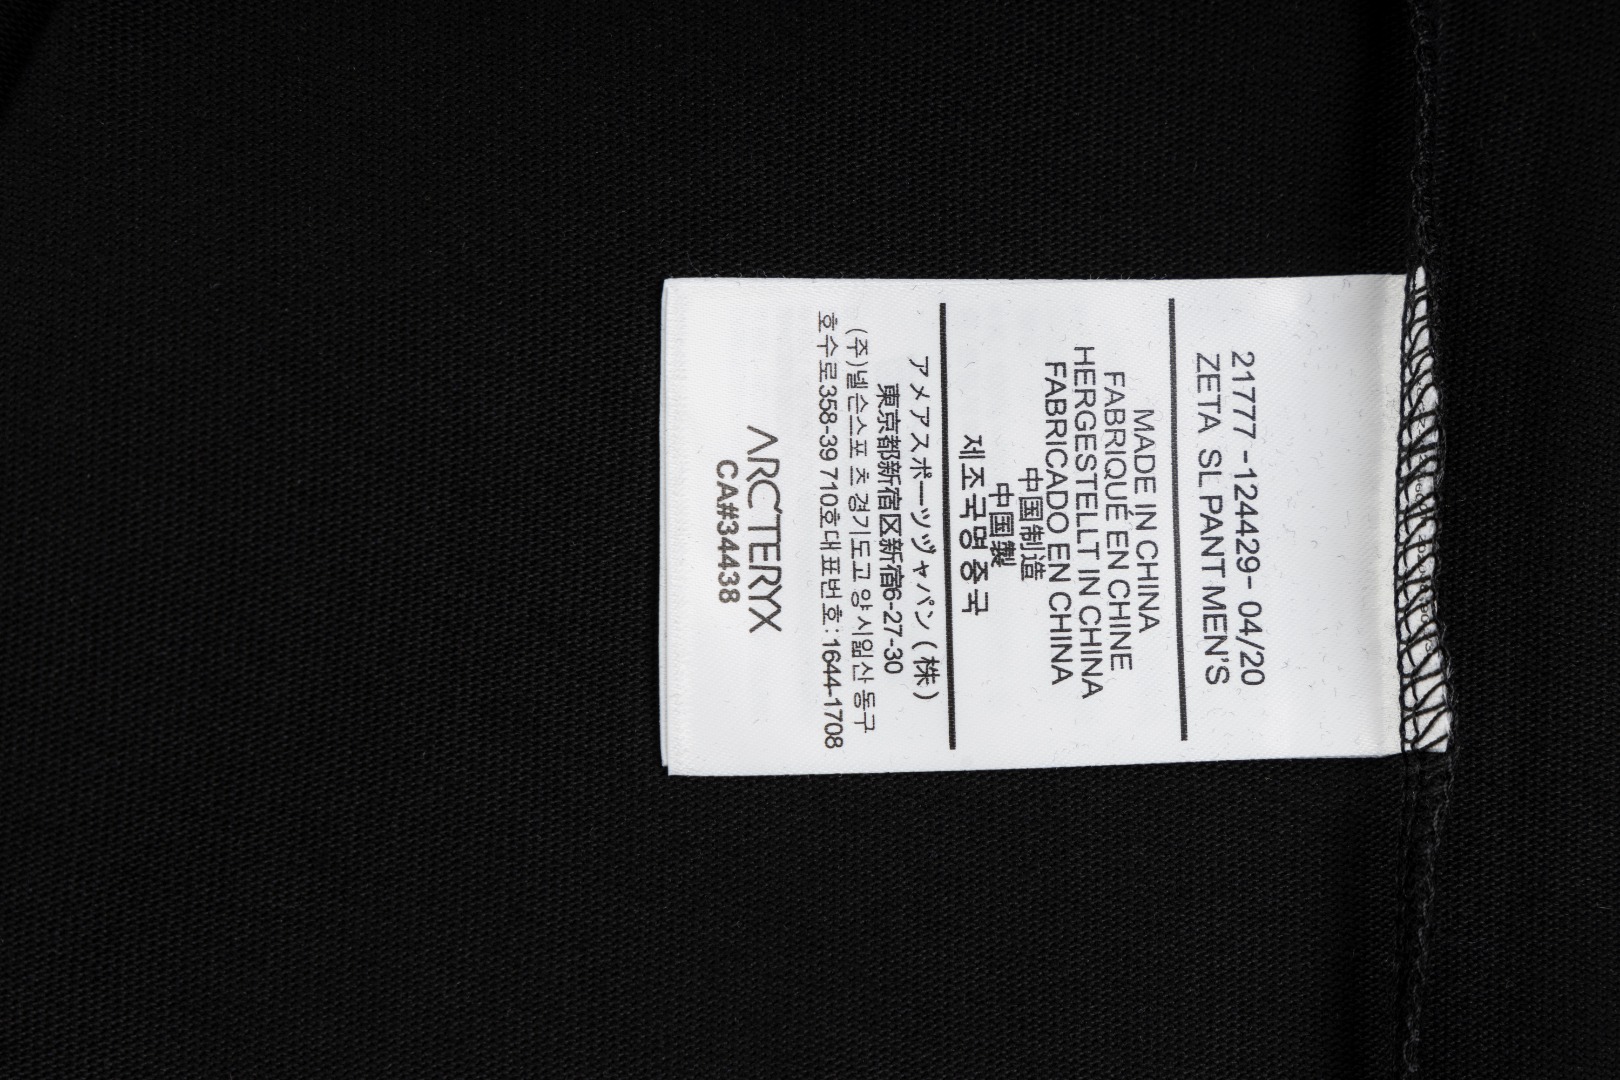 21777 -124429- 04/20
ZETA SL PANT MEN'S
MADE IN CHINA
FABRIQUÉ EN CHINE
HERGESTELLT IN CHINA
FABRICADO EN CHINA
中国制造
中国製
제조국명 중국
アメアスポーツヅャパン(株)
東京都新宿区新宿6-27-30
(주)넬슨스포츠 경기도고양시일산동구
호수로358-39 710호대표번호:1644-1708
ARC'TERYX
CA#34438